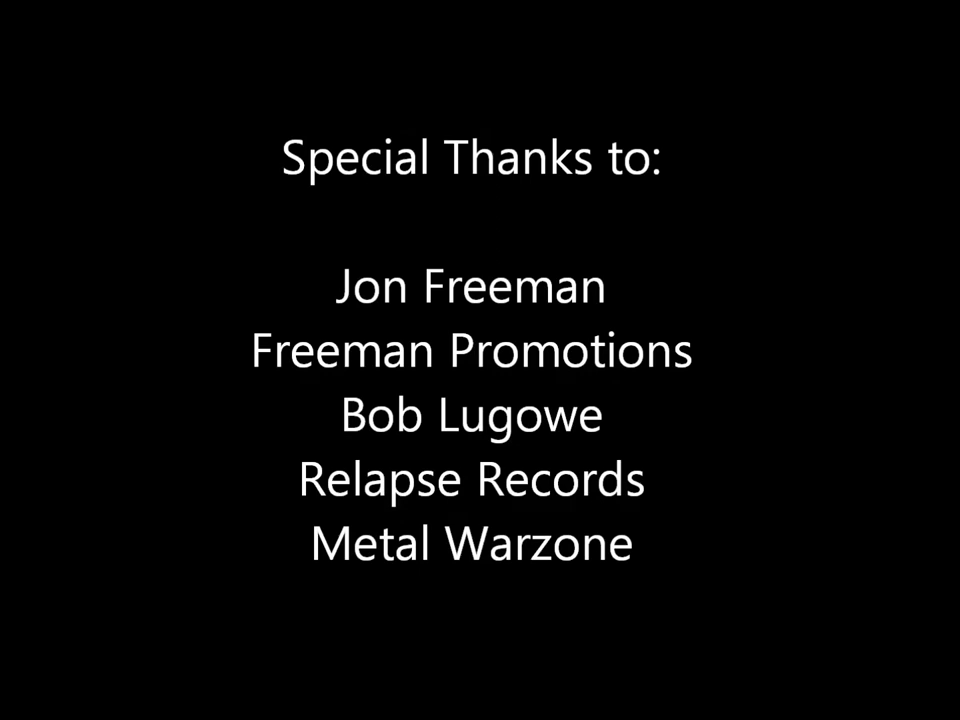 Special Thanks to:
Jon Freeman
Freeman Promotions
Bob Lugowe
Relapse Records
Metal Warzone